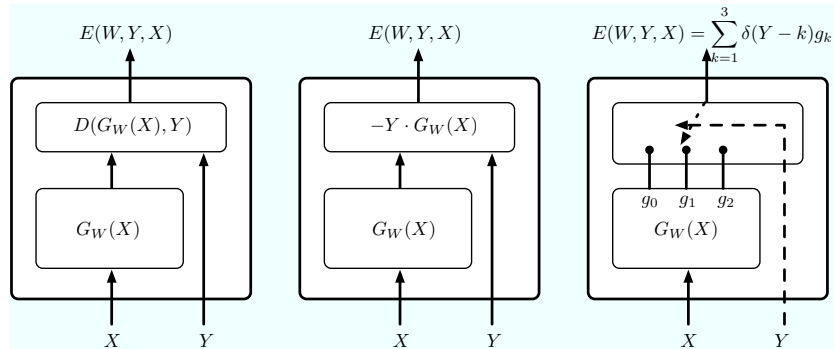 E(W, Y, X)
D(G_W(X), Y)
G_W(X)
X
Y
E(W, Y, X)
−Y · G_W(X)
G_W(X)
X
Y
E(W, Y, X) = ∑_{k=1}^{3} δ(Y − k)g_k
g_0 g_1 g_2
G_W(X)
X
Y